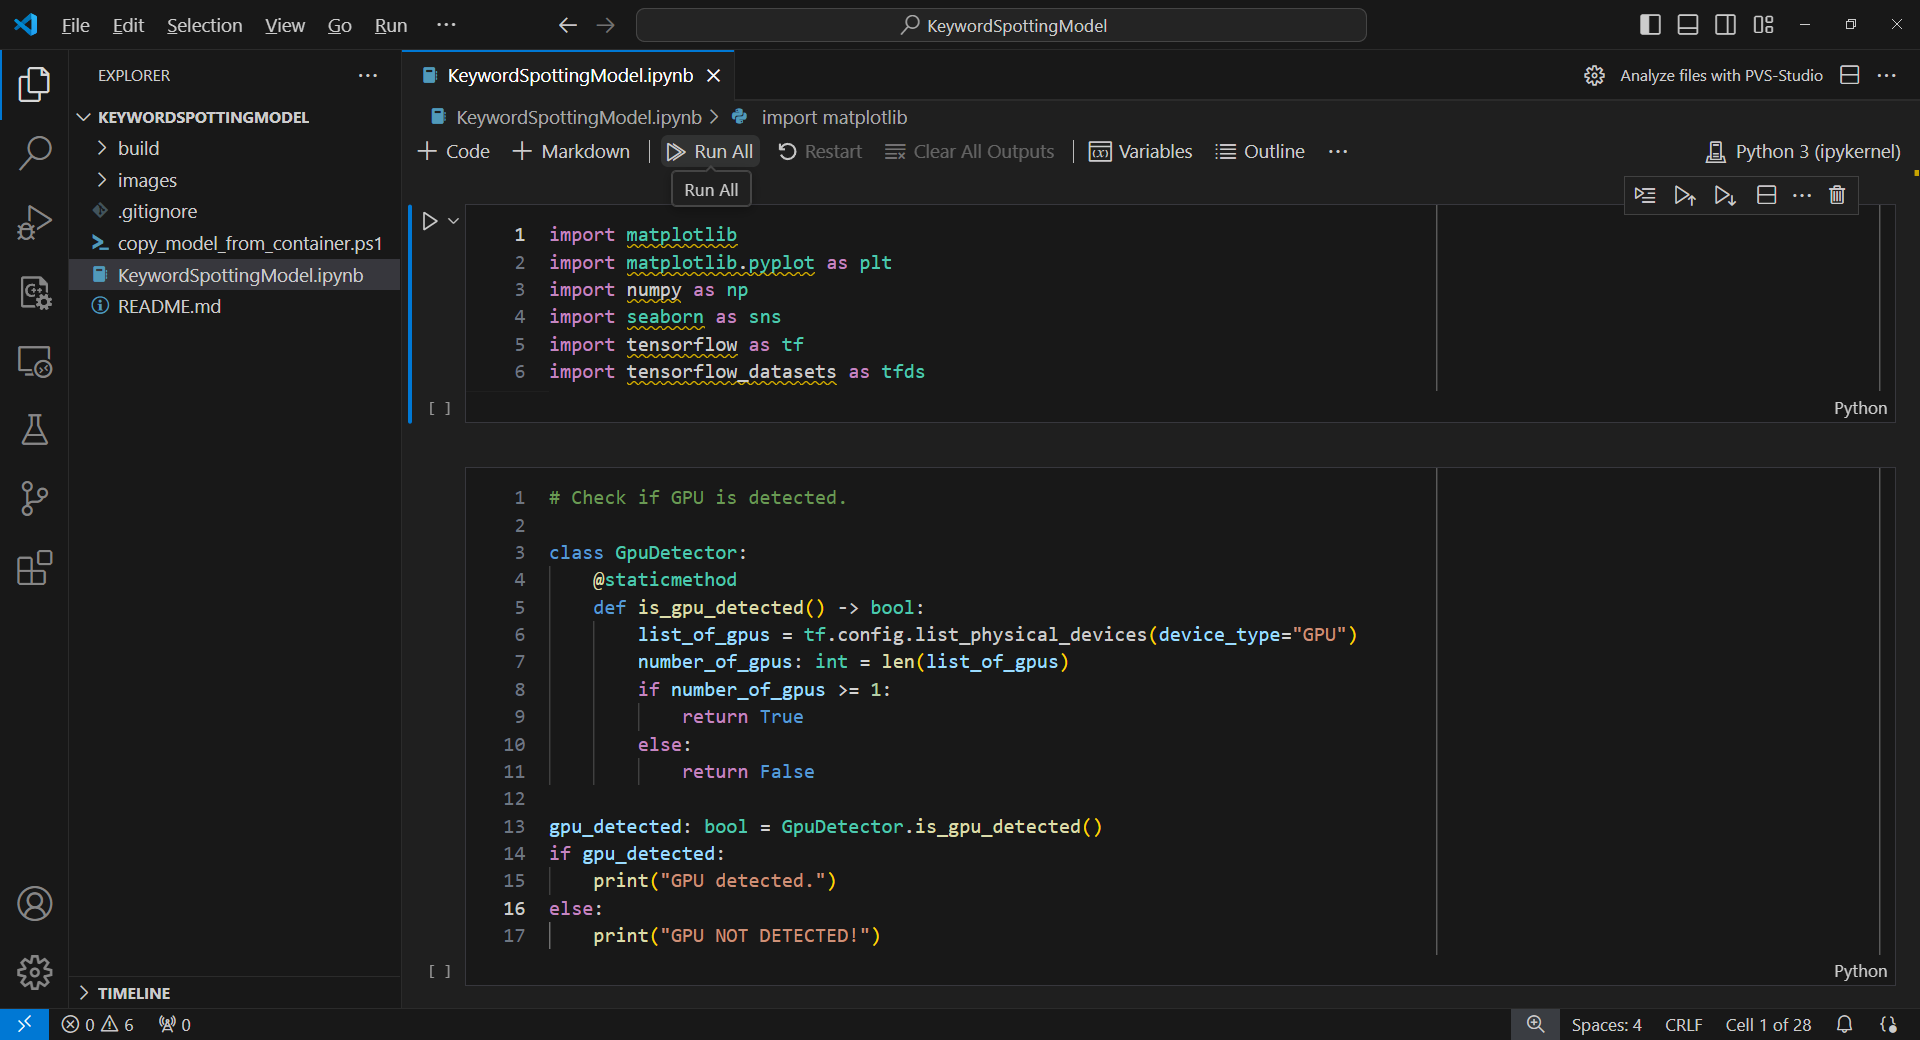 File Edit Selection View Go Run ··· KeywordSpottingModel
EXPLORER ···
KEYWORDSPOTTINGMODEL
build
images
.gitignore
copy_model_from_container.ps1
KeywordSpottingModel.ipynb
README.md
TIMELINE
KeywordSpottingModel.ipynb
Analyze files with PVS-Studio ···
KeywordSpottingModel.ipynb > import matplotlib
+ Code + Markdown | Run All Restart Clear All Outputs | Variables Outline ··· Python 3 (ipykernel)
Run All
1 import matplotlib
2 import matplotlib.pyplot as plt
3 import numpy as np
4 import seaborn as sns
5 import tensorflow as tf
6 import tensorflow_datasets as tfds
[ ] Python
1 # Check if GPU is detected.
2
3 class GpuDetector:
4 @staticmethod
5 def is_gpu_detected() -> bool:
6 list_of_gpus = tf.config.list_physical_devices(device_type="GPU")
7 number_of_gpus: int = len(list_of_gpus)
8 if number_of_gpus >= 1:
9 return True
10 else:
11 return False
12
13 gpu_detected: bool = GpuDetector.is_gpu_detected()
14 if gpu_detected:
15 print("GPU detected.")
16 else:
17 print("GPU NOT DETECTED!")
[ ] Python
0 6 0 Spaces: 4 CRLF Cell 1 of 28